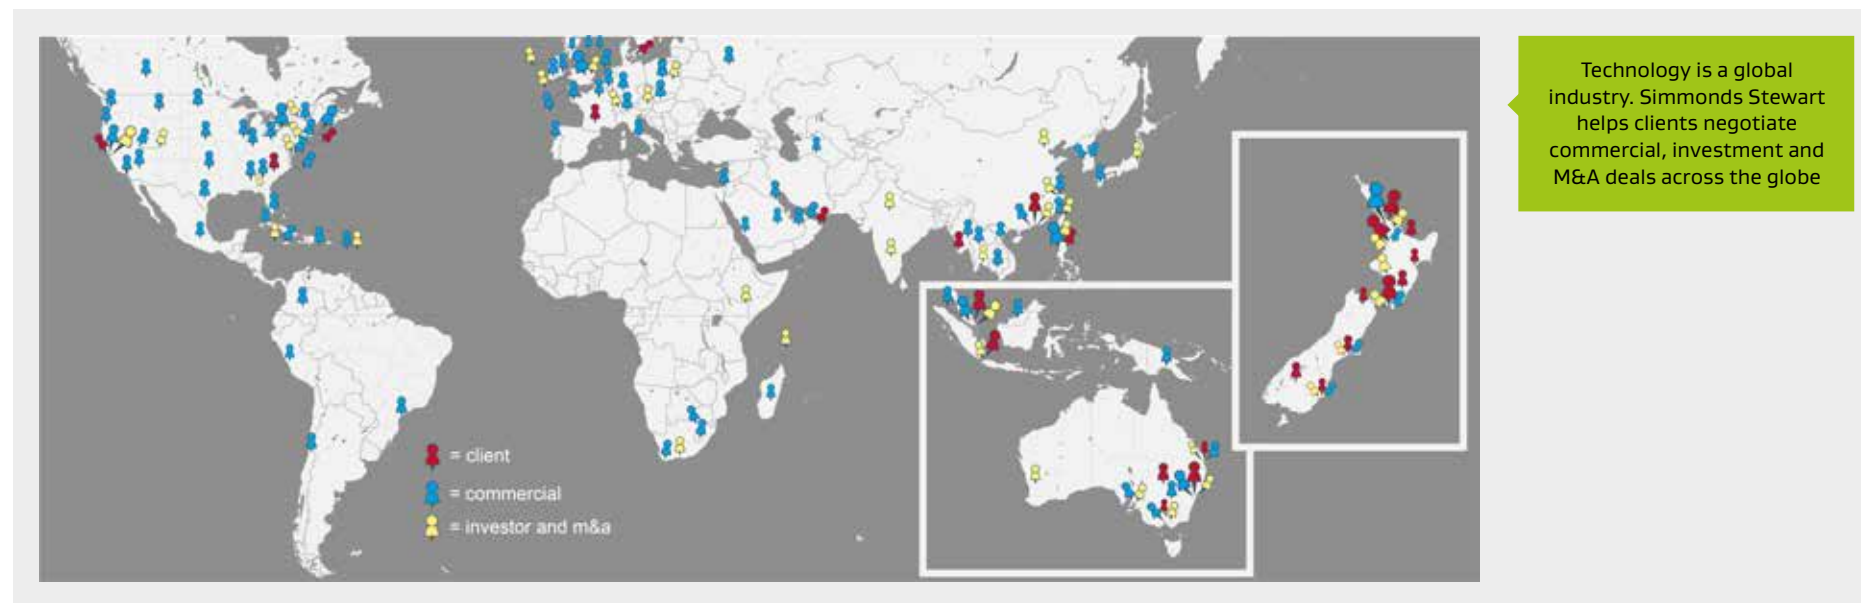 Technology is a global
industry. Simmonds Stewart
helps clients negotiate
commercial, investment and
M&A deals across the globe
= client
= commercial
= investor and m&a